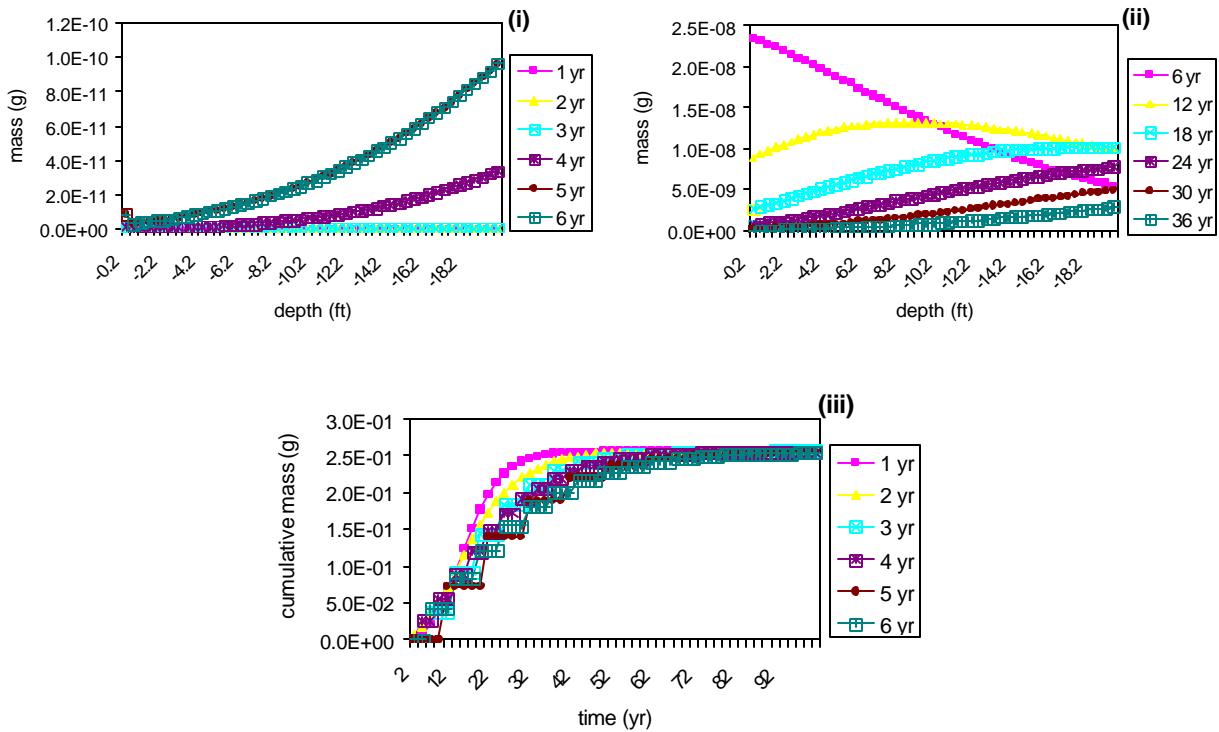 (i)
1.2E-10
1.0E-10
8.0E-11
6.0E-11
4.0E-11
2.0E-11
0.0E+00
mass (g)
-0.2
-2.2
-4.2
-6.2
-8.2
-10.2
-12.2
-14.2
-16.2
-18.2
depth (ft)
1 yr
2 yr
3 yr
4 yr
5 yr
6 yr
(ii)
2.5E-08
2.0E-08
1.5E-08
1.0E-08
5.0E-09
0.0E+00
mass (g)
-0.2
-2.2
-4.2
-6.2
-8.2
-10.2
-12.2
-14.2
-16.2
-18.2
depth (ft)
6 yr
12 yr
18 yr
24 yr
30 yr
36 yr
(iii)
3.0E-01
2.5E-01
2.0E-01
1.5E-01
1.0E-01
5.0E-02
0.0E+00
cumulative mass (g)
2
12
22
32
42
52
62
72
82
92
time (yr)
1 yr
2 yr
3 yr
4 yr
5 yr
6 yr